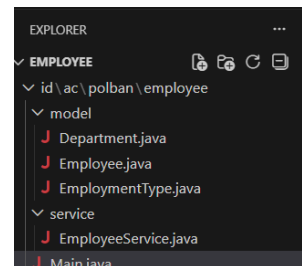 EXPLORER ...
EMPLOYEE
id\ac\polban\employee
model
J Department.java
J Employee.java
J EmploymentType.java
service
J EmployeeService.java
J Main.java